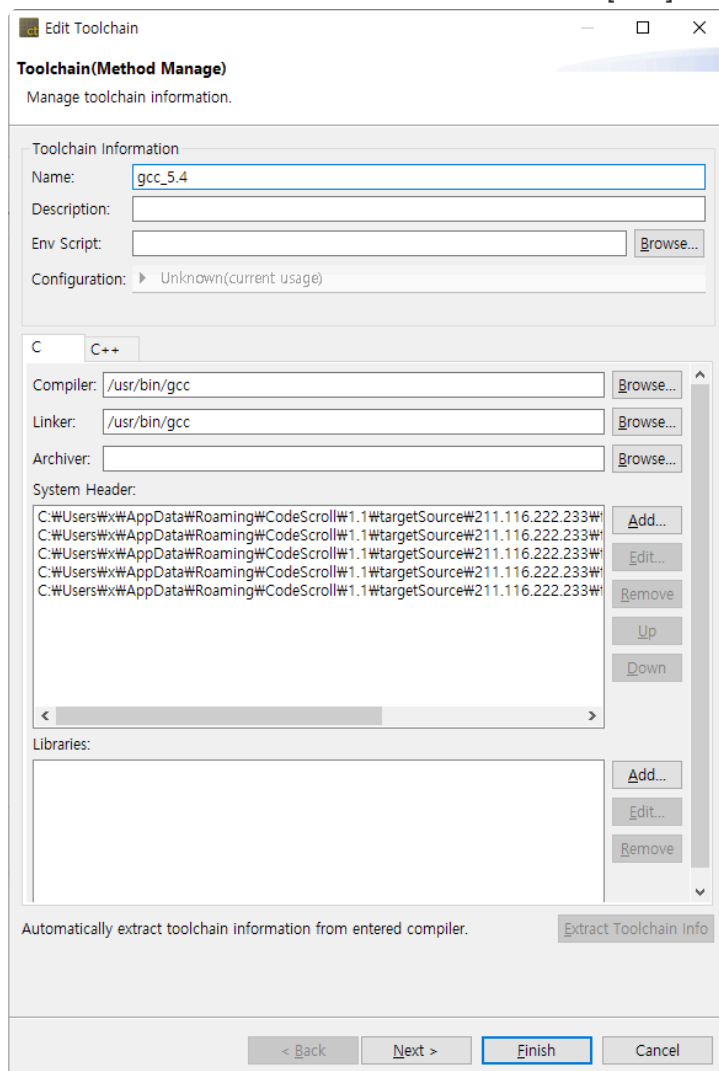 Edit Toolchain
Toolchain(Method Manage)
Manage toolchain information.
Toolchain Information
Name: gcc_5.4
Description:
Env Script: Browse...
Configuration: Unknown(current usage)
C C++
Compiler: /usr/bin/gcc Browse...
Linker: /usr/bin/gcc Browse...
Archiver: Browse...
System Header:
C:₩Users₩x₩AppData₩Roaming₩CodeScroll₩1.1₩targetSource₩211.116.222.233₩ Add...
C:₩Users₩x₩AppData₩Roaming₩CodeScroll₩1.1₩targetSource₩211.116.222.233₩
C:₩Users₩x₩AppData₩Roaming₩CodeScroll₩1.1₩targetSource₩211.116.222.233₩ Edit...
C:₩Users₩x₩AppData₩Roaming₩CodeScroll₩1.1₩targetSource₩211.116.222.233₩
C:₩Users₩x₩AppData₩Roaming₩CodeScroll₩1.1₩targetSource₩211.116.222.233₩ Remove
Up
Down
Libraries:
Add...
Edit...
Remove
Automatically extract toolchain information from entered compiler. Extract Toolchain Info
< Back Next > Finish Cancel